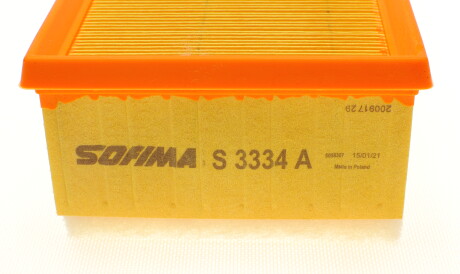 20091729
SOFIMA S 3334 A
15/01/21
Made in Poland